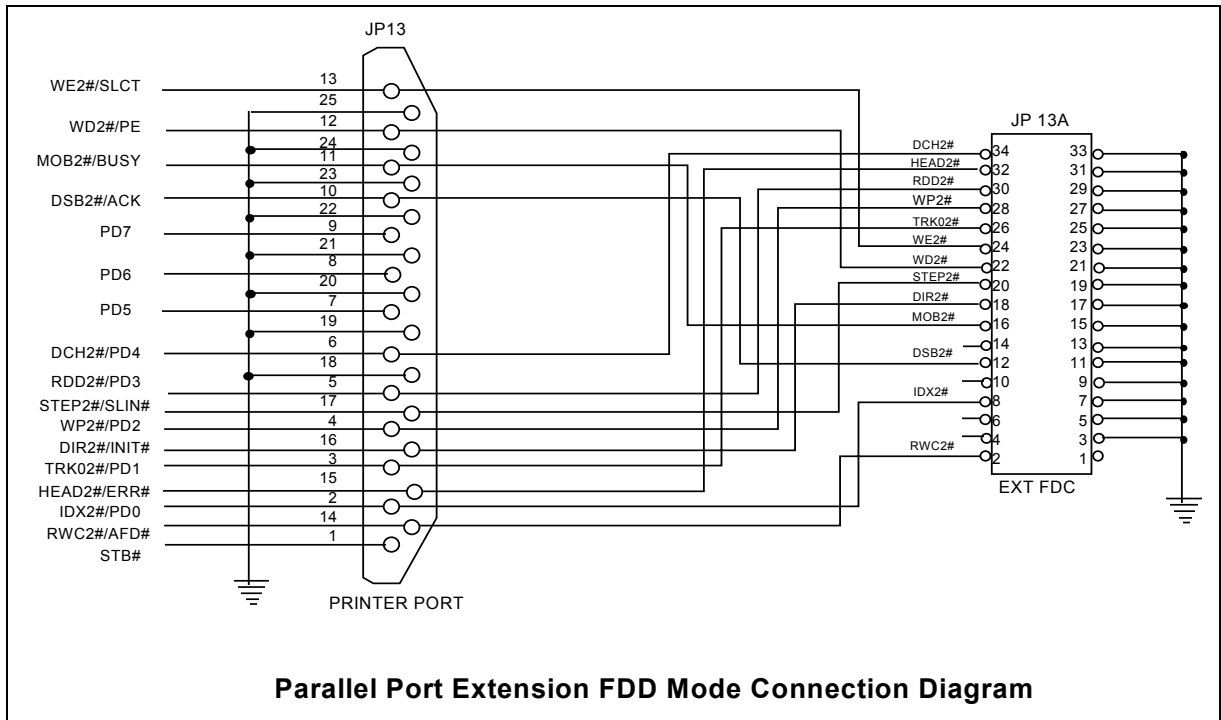 JP13
WE2#/SLCT
WD2#/PE
MOB2#/BUSY
DSB2#/ACK
PD7
PD6
PD5
DCH2#/PD4
RDD2#/PD3
STEP2#/SLIN#
WP2#/PD2
DIR2#/INIT#
TRK02#/PD1
HEAD2#/ERR#
IDX2#/PD0
RWC2#/AFD#
STB#
13
25
12
24
11
23
10
22
9
21
8
20
7
19
6
18
5
17
4
16
3
15
2
14
1
PRINTER PORT
JP 13A
DCH2#
HEAD2#
RDD2#
WP2#
TRK02#
WE2#
WD2#
STEP2#
DIR2#
MOB2#
DSB2#
IDX2#
RWC2#
34 33
32 31
30 29
28 27
26 25
24 23
22 21
20 19
18 17
16 15
14 13
12 11
10 9
8 7
6 5
4 3
2 1
EXT FDC
Parallel Port Extension FDD Mode Connection Diagram